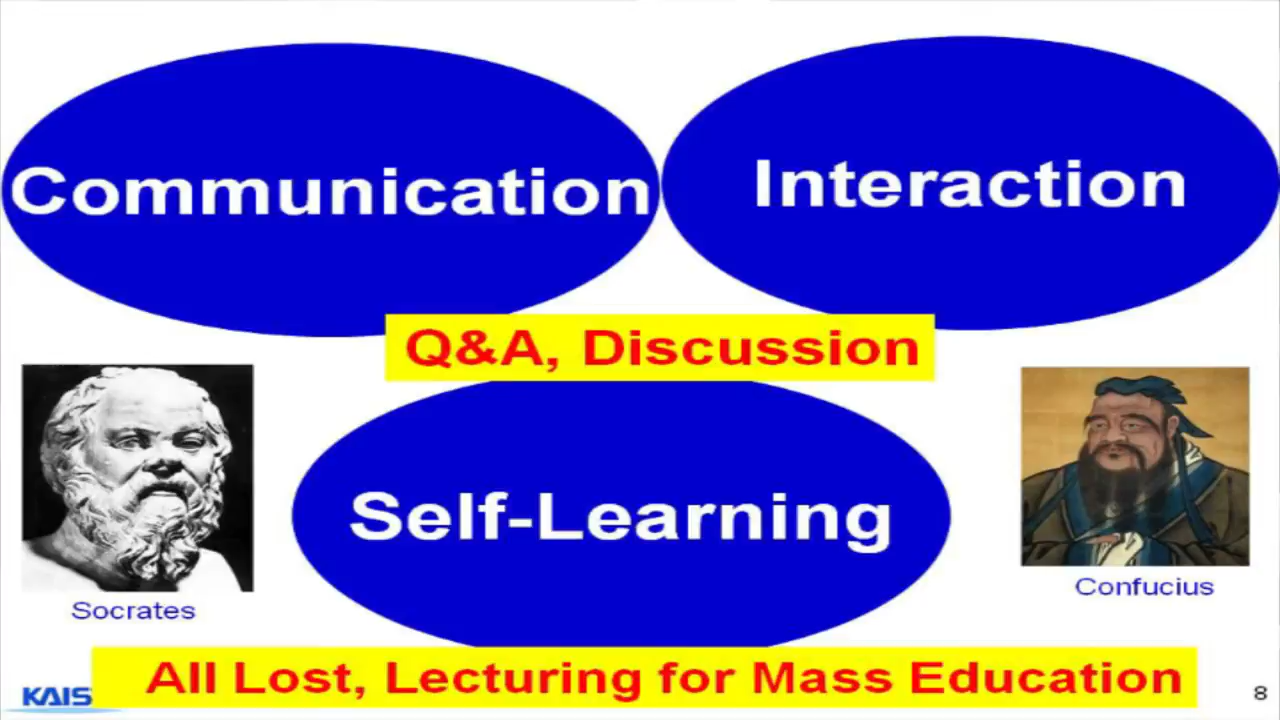 Communication
Interaction
Q&A, Discussion
Self-Learning
Socrates
Confucius
All Lost, Lecturing for Mass Education
KAIS
8